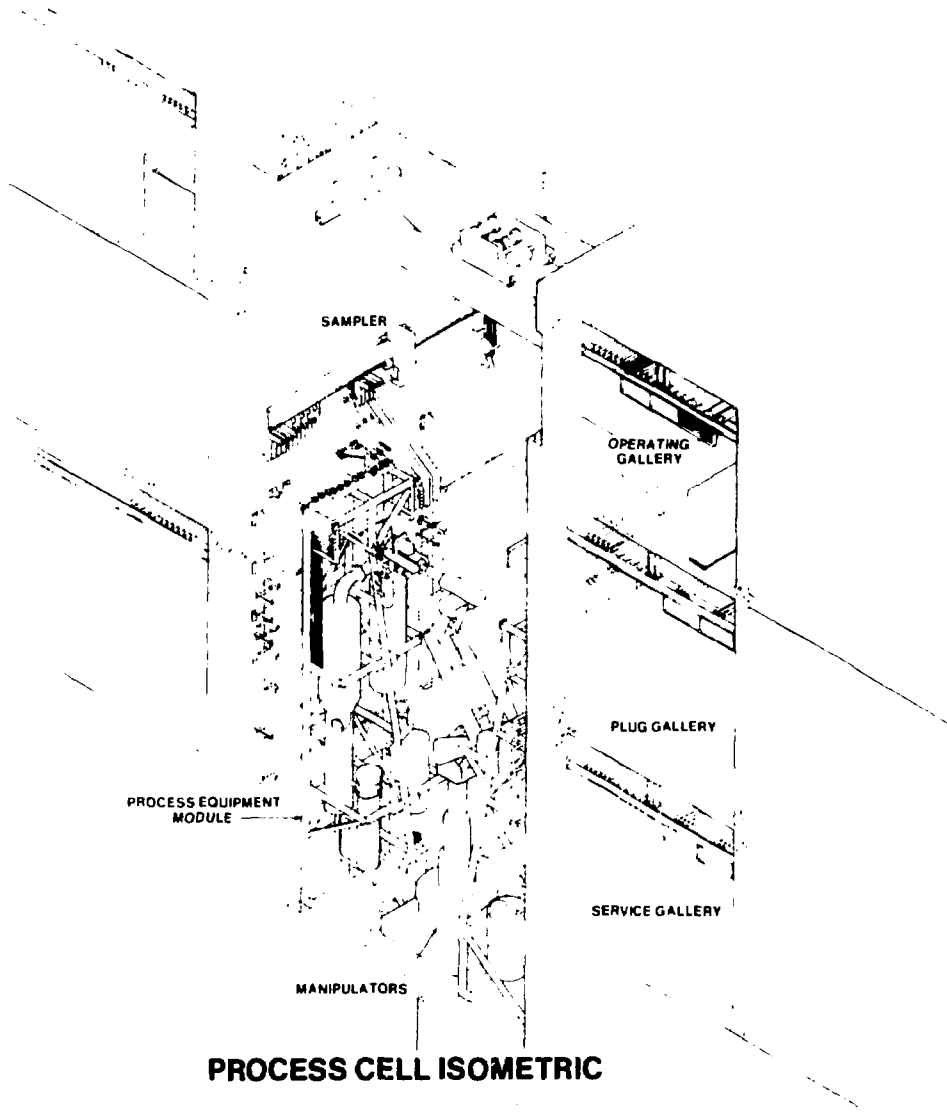 SAMPLER
OPERATING
GALLERY
PLUG GALLERY
PROCESS EQUIPMENT
MODULE
SERVICE GALLERY
MANIPULATORS
PROCESS CELL ISOMETRIC